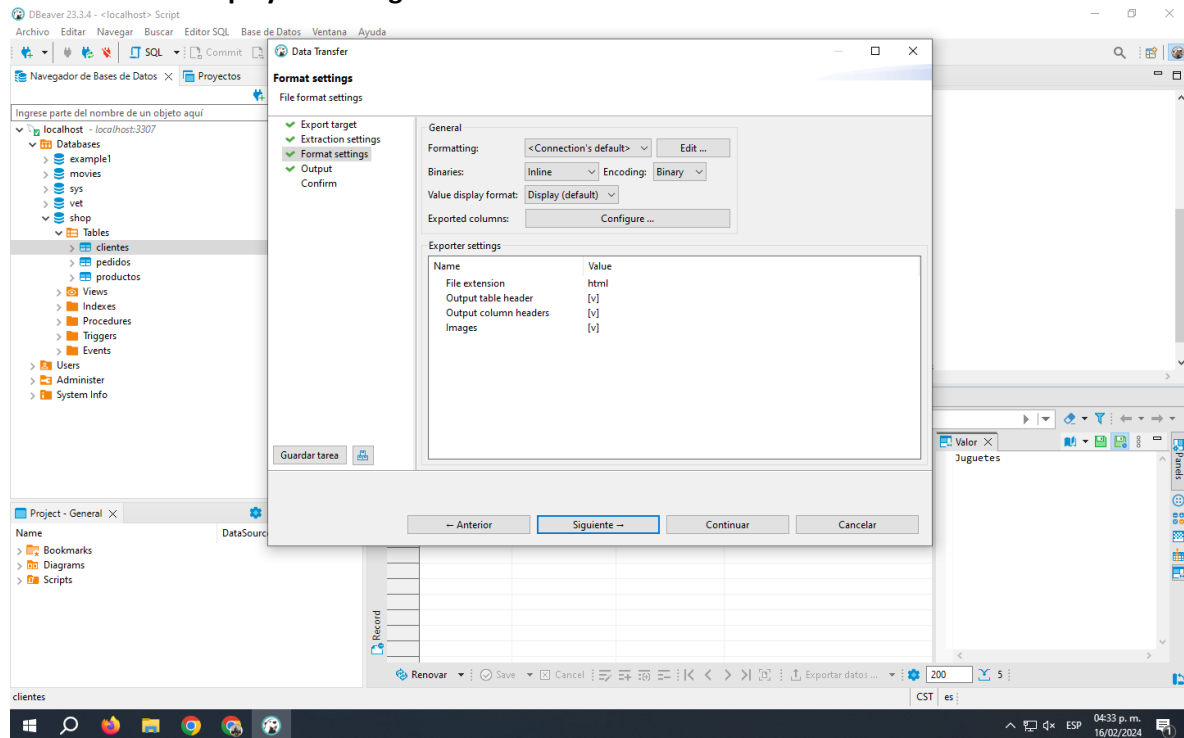 DBeaver 23.3.4 - <localhost> Script
Archivo Editar Navegar Buscar Editor SQL Base de Datos Ventana Ayuda
SQL Commit
Navegador de Bases de Datos Proyectos
Ingrese parte del nombre de un objeto aquí
localhost - localhost:3307
Databases
example1
movies
sys
vet
shop
Tables
clientes
pedidos
productos
Views
Indexes
Procedures
Triggers
Events
Users
Administer
System Info
Project - General
Name DataSourc
Bookmarks
Diagrams
Scripts
Data Transfer
Format settings
File format settings
Export target
Extraction settings
Format settings
Output
Confirm
General
Formatting: <Connection's default> Edit ...
Binaries: Inline Encoding: Binary
Value display format: Display (default)
Exported columns: Configure ...
Exporter settings
Name Value
File extension html
Output table header [v]
Output column headers [v]
Images [v]
Guardar tarea
← Anterior Siguiente → Continuar Cancelar
Valor
Juguetes
Panels
Record
Renovar Save Cancel Exportar datos ... 200 5
clientes CST es
ESP 04:33 p. m.
16/02/2024